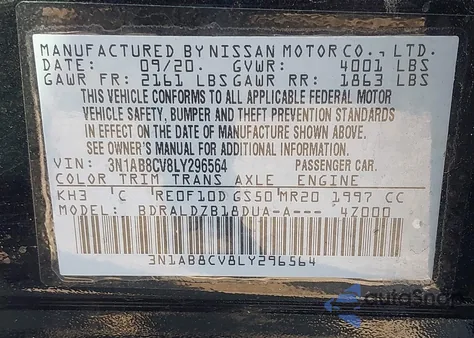 MANUFACTURED BY NISSAN MOTOR CO., LTD.
DATE: 09/20. GVWR: 4001 LBS
GAWR FR: 2161 LBS GAWR RR: 1863 LBS
THIS VEHICLE CONFORMS TO ALL APPLICABLE FEDERAL MOTOR
VEHICLE SAFETY, BUMPER AND THEFT PREVENTION STANDARDS
IN EFFECT ON THE DATE OF MANUFACTURE SHOWN ABOVE.
SEE OWNER'S MANUAL FOR ADDITIONAL INFORMATION.
VIN: 3N1AB8CV8LY296564 PASSENGER CAR.
COLOR TRIM TRANS AXLE ENGINE
KH3 C RE0F10D GS50 MR20 1997 CC
MODEL: BDRALDZB18DUA-A--- 4Z000
3N1AB8CV8LY296564